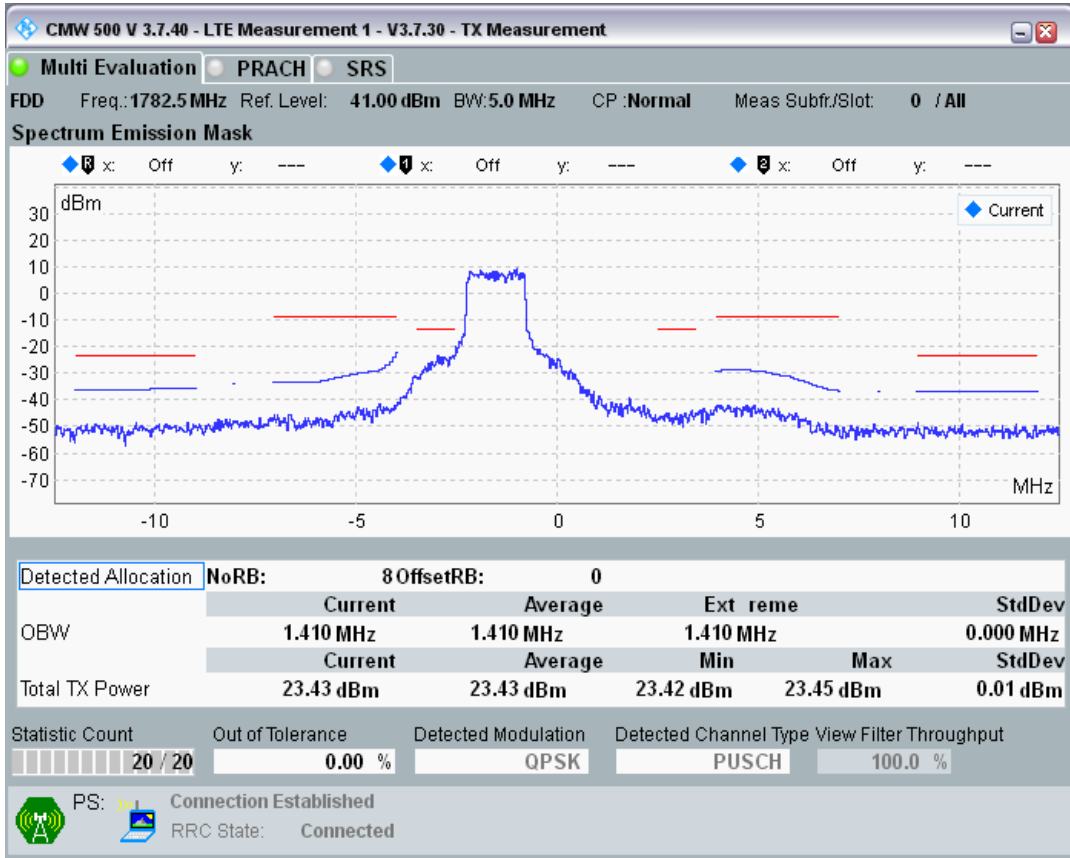 CMW 500 V 3.7.40 - LTE Measurement 1 - V3.7.30 - TX Measurement
Multi Evaluation PRACH SRS
FDD Freq.:1782.5 MHz Ref. Level: 41.00 dBm BW:5.0 MHz CP :Normal Meas Subfr./Slot: 0 / All
Spectrum Emission Mask
R x: Off y: --- 1 x: Off y: --- 2 x: Off y: ---
dBm
Current
30
20
10
0
-10
-20
-30
-40
-50
-60
-70
MHz
-10 -5 0 5 10
Detected Allocation NoRB: 8 OffsetRB: 0
Current Average Ext reme StdDev
OBW 1.410 MHz 1.410 MHz 1.410 MHz 0.000 MHz
Current Average Min Max StdDev
Total TX Power 23.43 dBm 23.43 dBm 23.42 dBm 23.45 dBm 0.01 dBm
Statistic Count Out of Tolerance Detected Modulation Detected Channel Type View Filter Throughput
20 / 20 0.00 % QPSK PUSCH 100.0 %
PS: Connection Established
RRC State: Connected